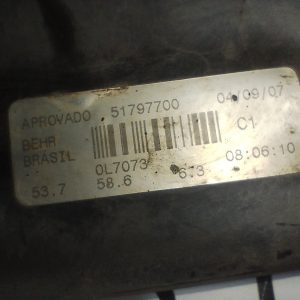 APROVADO 51797700 04/09/07
BEHR C1
BRASIL
0L7073 6.3 08:06:10
53.7 58.6